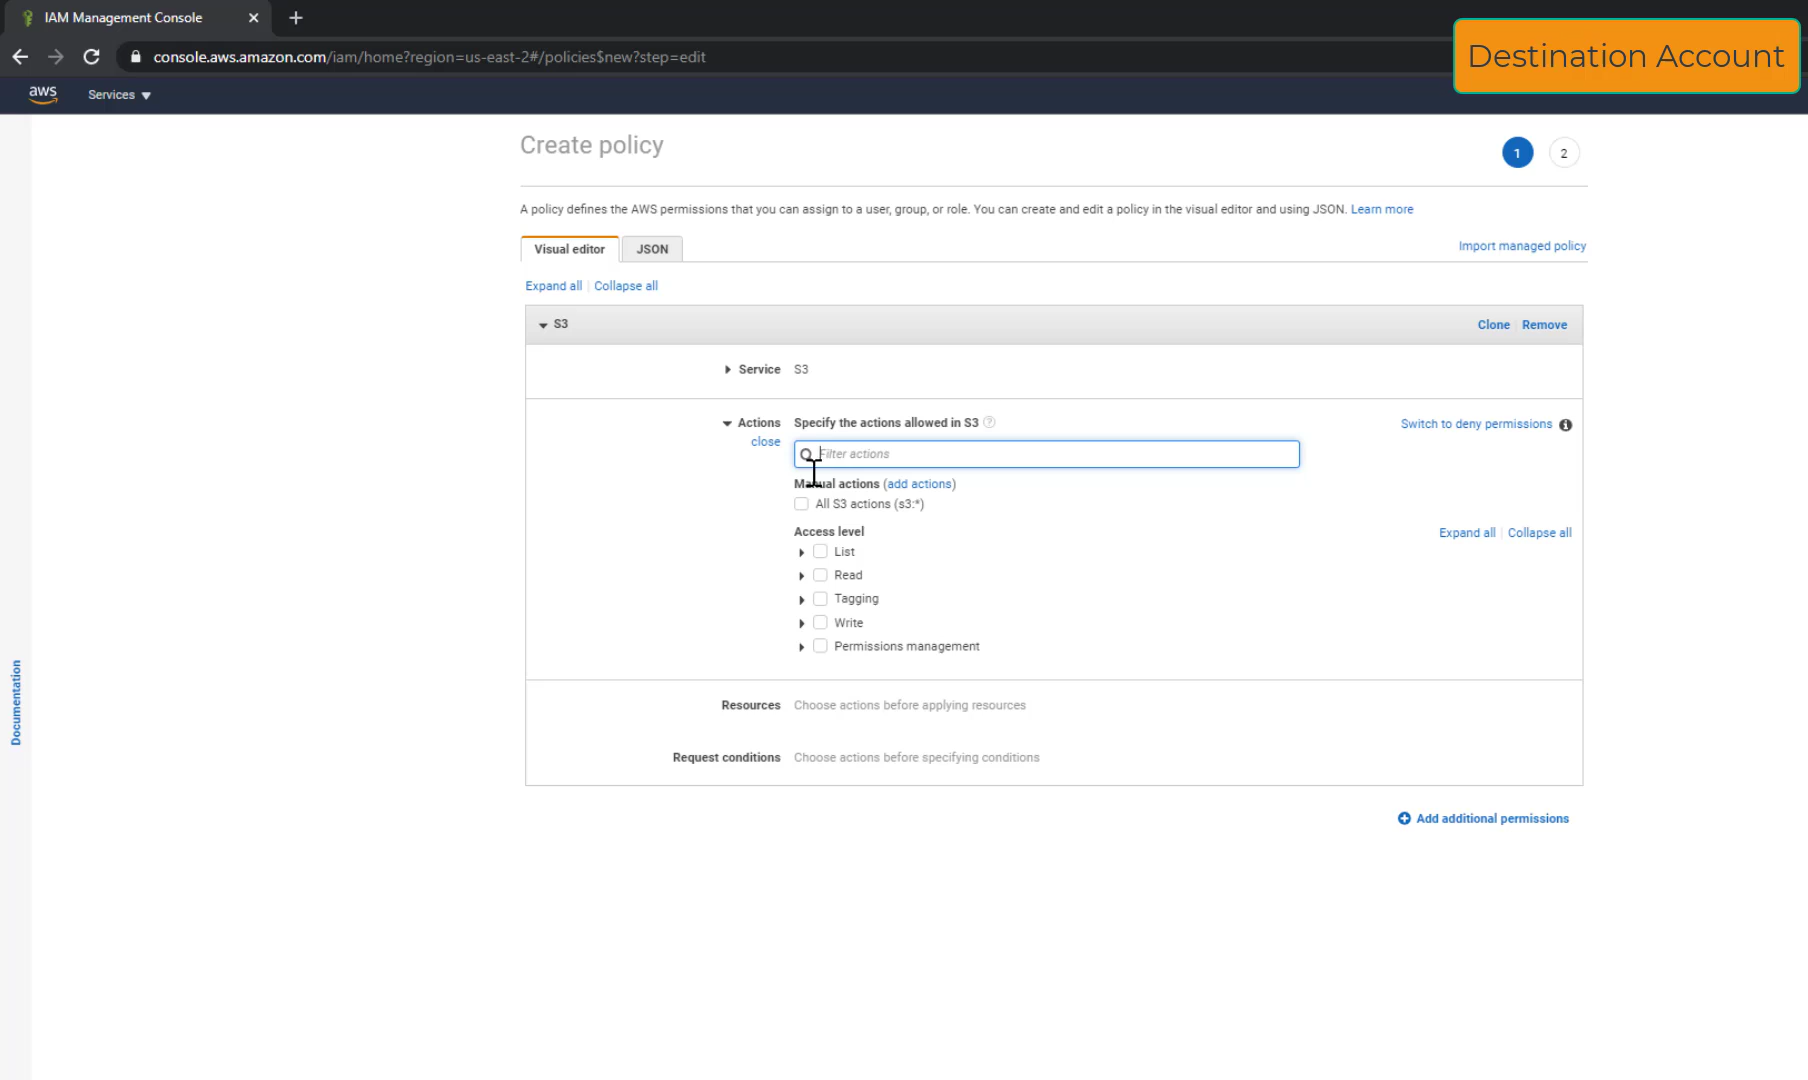 IAM Management Console
Destination Account
console.aws.amazon.com/iam/home?region=us-east-2#/policies$new?step=edit
aws
Services
Create policy
1
2
A policy defines the AWS permissions that you can assign to a user, group, or role. You can create and edit a policy in the visual editor and using JSON. Learn more
Visual editor
JSON
Import managed policy
Expand all
Collapse all
S3
Clone
Remove
Service
S3
Actions
close
Specify the actions allowed in S3
Switch to deny permissions
Filter actions
Manual actions (add actions)
All S3 actions (s3:*)
Access level
Expand all
Collapse all
List
Read
Tagging
Write
Permissions management
Resources
Choose actions before applying resources
Request conditions
Choose actions before specifying conditions
Add additional permissions
Documentation